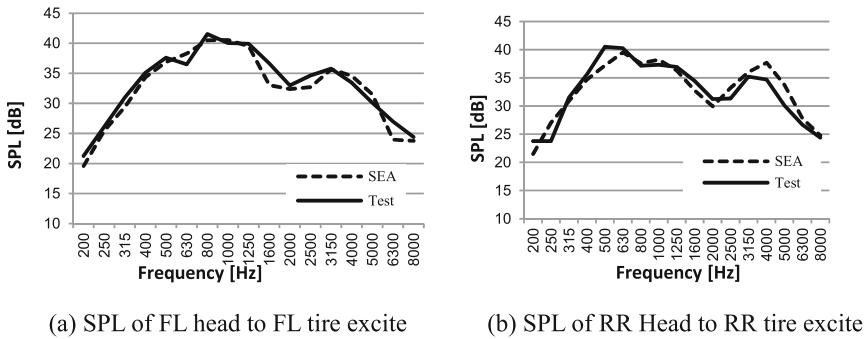 45
40
35
30
25
20
15
10
SPL [dB]
SEA
Test
200 250 315 400 500 630 800 1000 1250 1600 2000 2500 3150 4000 5000 6300 8000
Frequency [Hz]
(a) SPL of FL head to FL tire excite
45
40
35
30
25
20
15
10
SPL [dB]
SEA
Test
200 250 315 400 500 630 800 1000 1250 1600 2000 2500 3150 4000 5000 6300 8000
Frequency [Hz]
(b) SPL of RR Head to RR tire excite